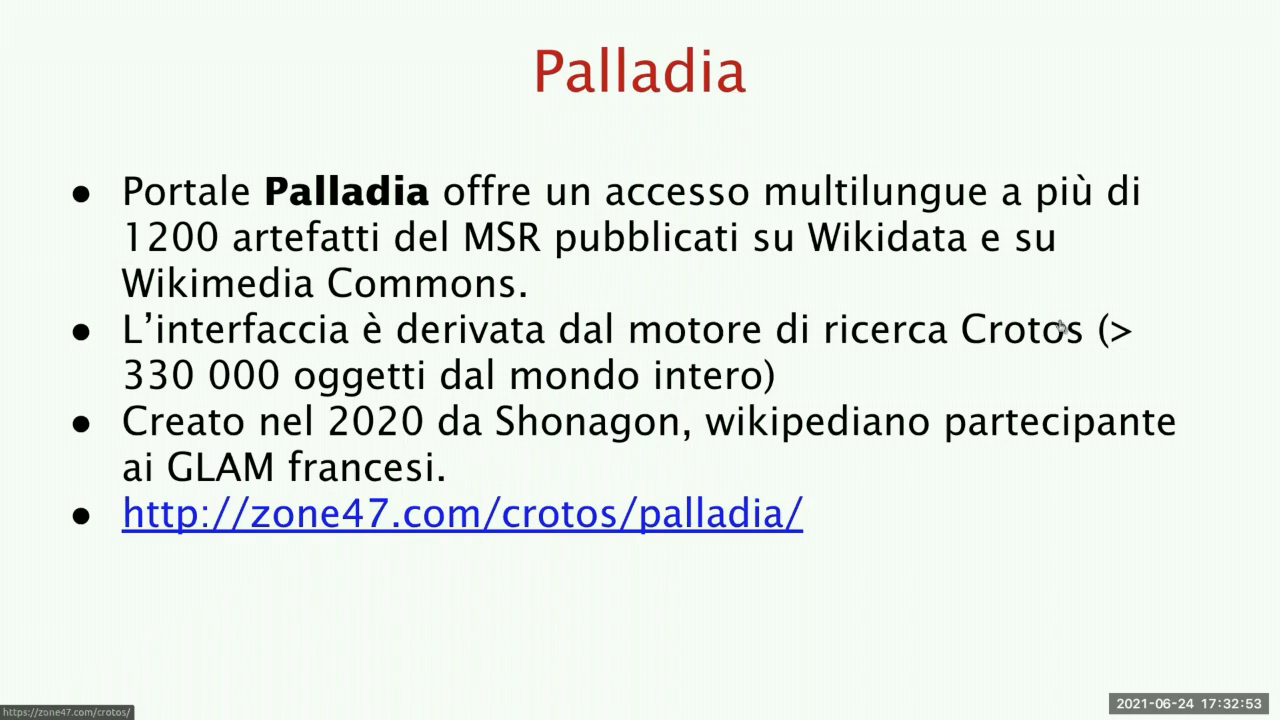 Palladia
● Portale Palladia offre un accesso multilungue a più di
1200 artefatti del MSR pubblicati su Wikidata e su
Wikimedia Commons.
● L’interfaccia è derivata dal motore di ricerca Crotos (>
330 000 oggetti dal mondo intero)
● Creato nel 2020 da Shonagon, wikipediano partecipante
ai GLAM francesi.
● http://zone47.com/crotos/palladia/
https://zone47.com/crotos/
2021-06-24 17:32:53